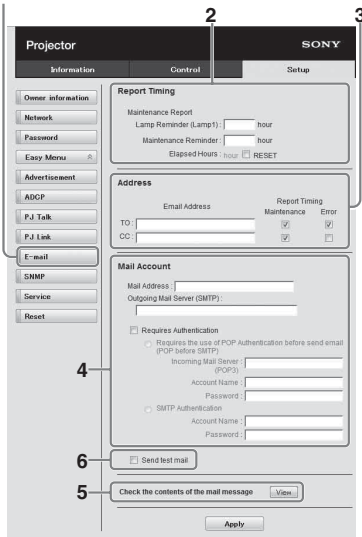 2
3
Projector
SONY
Information
Control
Setup
Owner information
Network
Password
Easy Menu
Advertisement
ADCP
PJ Talk
PJ Link
E-mail
SNMP
Service
Reset
Report Timing
Maintenance Report
Lamp Reminder (Lamp1) : hour
Maintenance Reminder : hour
Elapsed Hours : hour RESET
Address
Email Address
Report Timing
Maintenance Error
TO :
CC :
Mail Account
Mail Address :
Outgoing Mail Server (SMTP) :
Requires Authentication
Requires the use of POP Authentication before send email
(POP before SMTP)
Incoming Mail Server :
(POP3)
Account Name :
Password :
SMTP Authentication
Account Name :
Password :
4
6
Send test mail
5
Check the contents of the mail message View
Apply